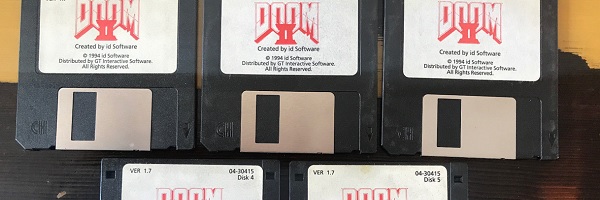 DOOM
II
Created by id Software
© 1994 id Software
Distributed by GT Interactive Software.
All Rights Reserved.
DOOM
II
Created by id Software
© 1994 id Software
Distributed by GT Interactive Software.
All Rights Reserved.
DOOM
II
Created by id Software
© 1994 id Software
Distributed by GT Interactive Software.
All Rights Reserved.
VER 1.7
04-30415
Disk 4
DOOM
VER 1.7
04-30415
Disk 5
DOOM